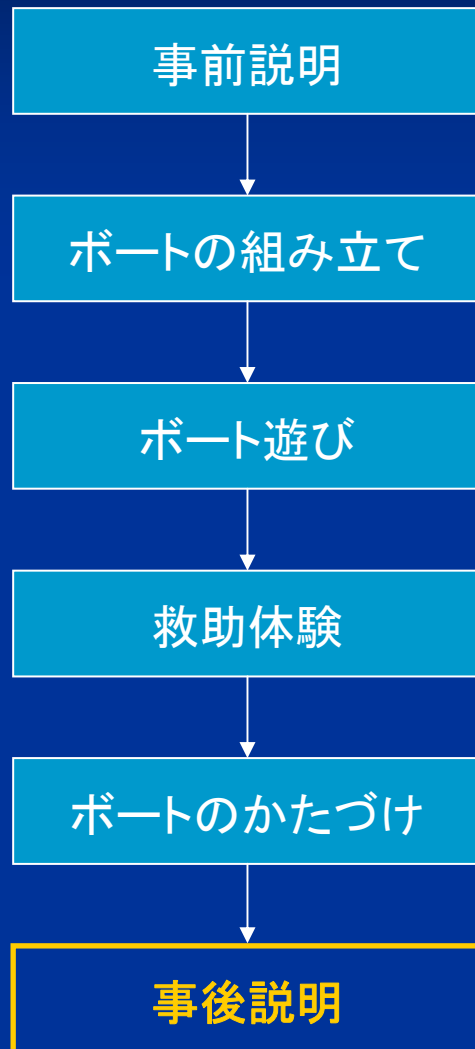 事前説明
ボートの組み立て
ボート遊び
救助体験
ボートのかたづけ
事後説明